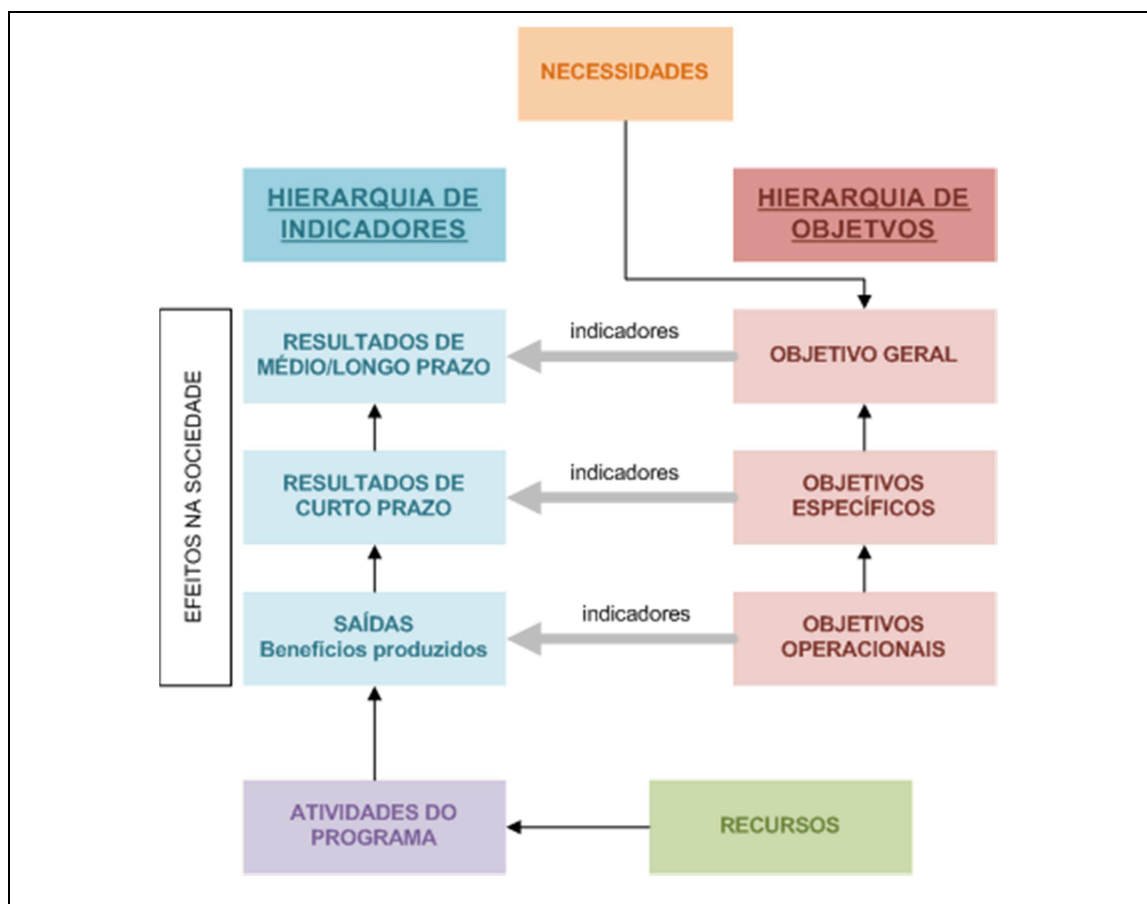 NECESSIDADES
HIERARQUIA DE
INDICADORES
HIERARQUIA DE
OBJETVOS
EFEITOS NA SOCIEDADE
RESULTADOS DE
MÉDIO/LONGO PRAZO
indicadores
OBJETIVO GERAL
RESULTADOS DE
CURTO PRAZO
indicadores
OBJETIVOS
ESPECÍFICOS
SAÍDAS
Benefícios produzidos
indicadores
OBJETIVOS
OPERACIONAIS
ATIVIDADES DO
PROGRAMA
RECURSOS